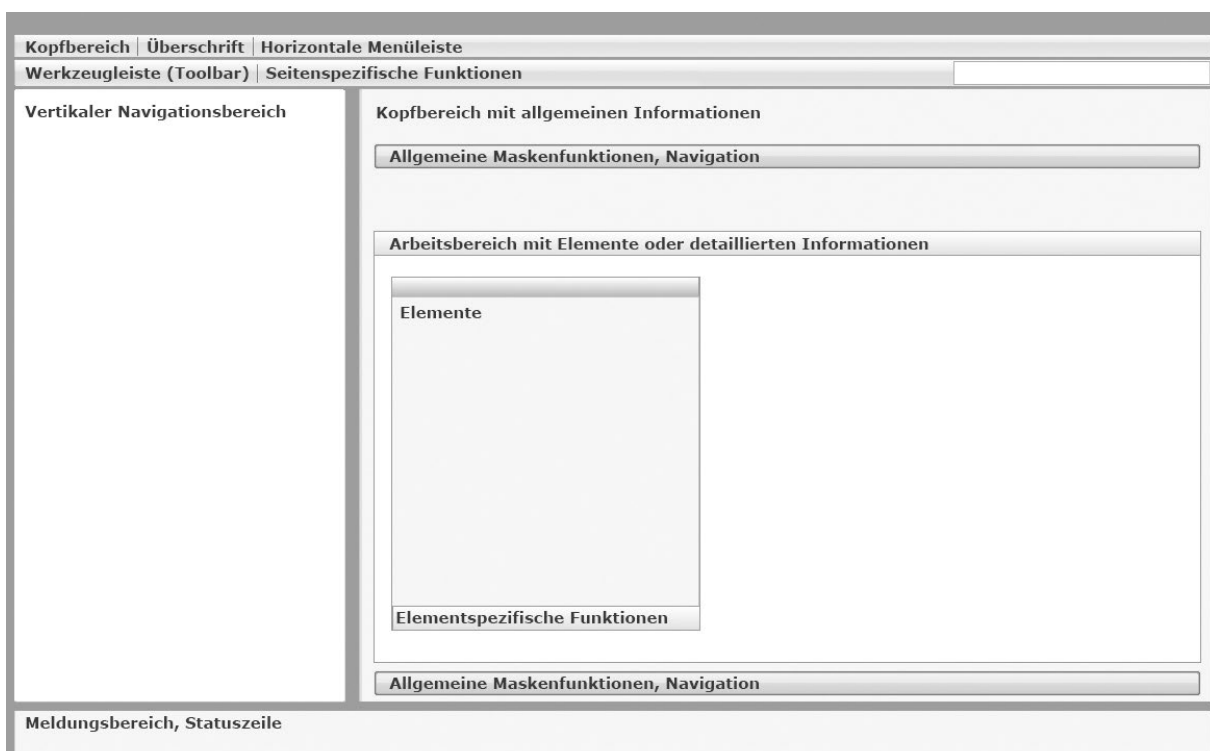 Kopfbereich | Überschrift | Horizontale Menüleiste
Werkzeugleiste (Toolbar) | Seitenspezifische Funktionen
Vertikaler Navigationsbereich
Kopfbereich mit allgemeinen Informationen
Allgemeine Maskenfunktionen, Navigation
Arbeitsbereich mit Elemente oder detaillierten Informationen
Elemente
Elementspezifische Funktionen
Allgemeine Maskenfunktionen, Navigation
Meldungsbereich, Statuszeile